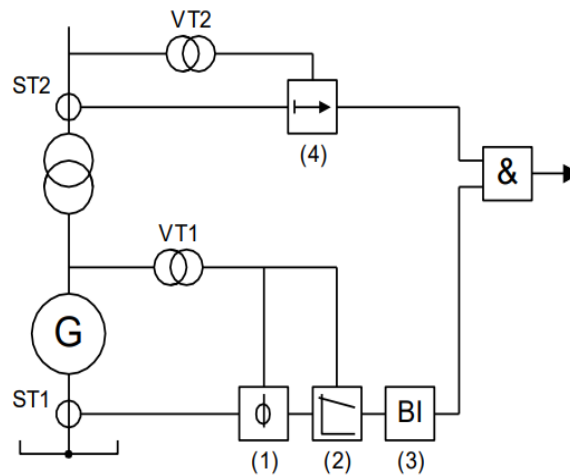 VT2
ST2
(4)
&
VT1
G
ST1
ϕ
BI
(1)
(2)
(3)